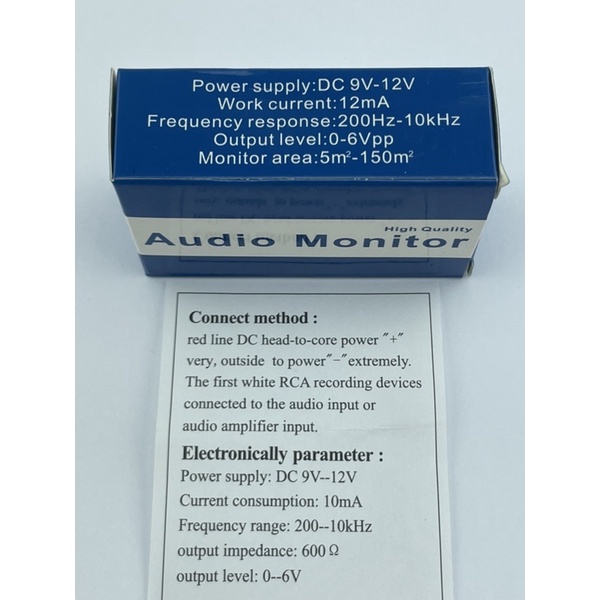 Power supply:DC 9V-12V
Work current:12mA
Frequency response:200Hz-10kHz
Output level:0-6Vpp
Monitor area:5m²-150m²
High Quality
Audio Monitor
Connect method :
red line DC head-to-core power "+"
very, outside to power"-"extremely.
The first white RCA recording devices
connected to the audio input or
audio amplifier input.
Electronically parameter :
Power supply: DC 9V--12V
Current consumption: 10mA
Frequency range: 200--10kHz
output impedance: 600Ω
output level: 0--6V